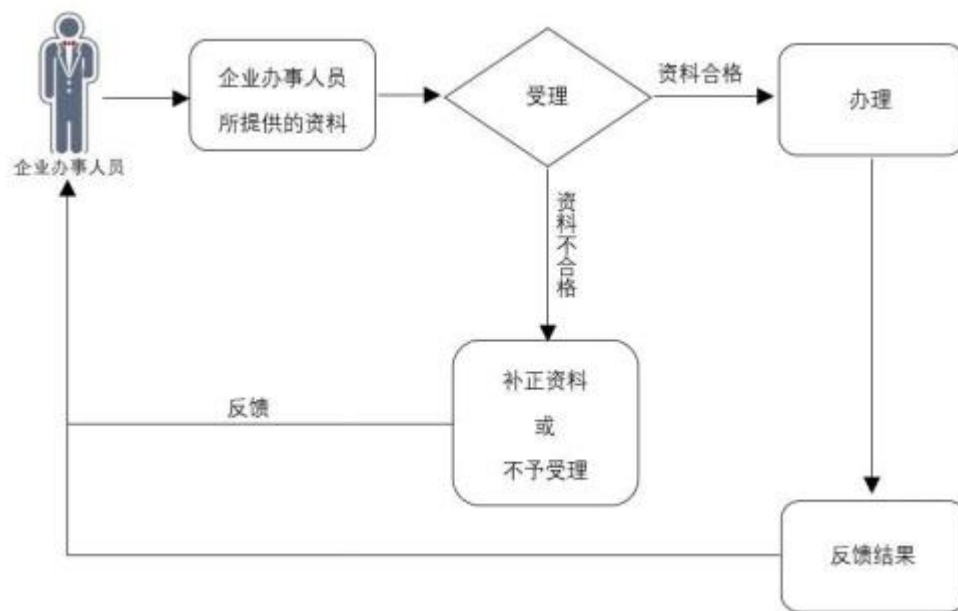 企业办事人员
企业办事人员
所提供的资料
受理
资料合格
办理
资料不合格
补正资料
或
不予受理
反馈
反馈结果